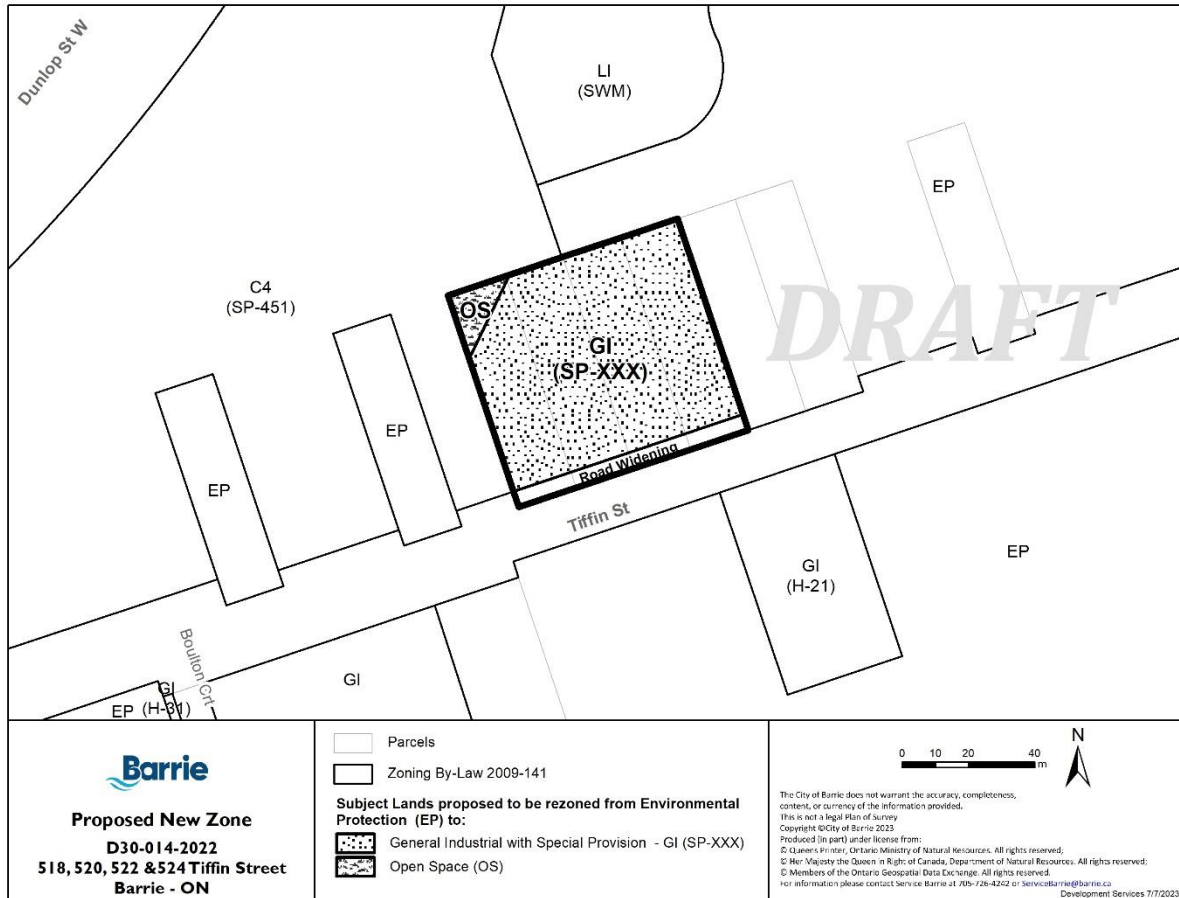 Dunlop St W
LI
(SWM)
EP
C4
(SP-451)
OS
DRAFT
GI
(SP-XXX)
EP
EP
Road Widening
Tiffin St
GI
(H-21)
EP
Boulton Crt
GI
GI
(H-31)
EP
Barrie
Proposed New Zone
D30-014-2022
518, 520, 522 &524 Tiffin Street
Barrie - ON
Parcels
Zoning By-Law 2009-141
Subject Lands proposed to be rezoned from Environmental
Protection (EP) to:
General Industrial with Special Provision - GI (SP-XXX)
Open Space (OS)
0 10 20 40
m
N
The City of Barrie does not warrant the accuracy, completeness,
content, or currency of the information provided.
This is not a legal Plan of Survey
Copyright ©City of Barrie 2023
Produced (in part) under license from:
© Queens Printer, Ontario Ministry of Natural Resources. All rights reserved;
© Her Majesty the Queen in Right of Canada, Department of Natural Resources. All rights reserved;
© Members of the Ontario Geospatial Data Exchange. All rights reserved.
For information please contact Service Barrie at 705-726-4242 or ServiceBarrie@barrie.ca
Development Services 7/7/2023